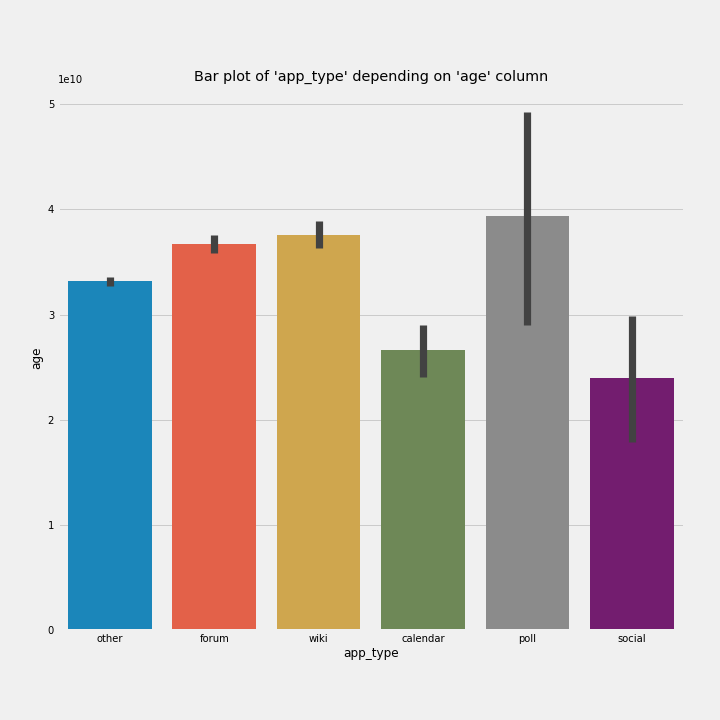 Bar plot of 'app_type' depending on 'age' column
1e10
5
4
3
2
1
0
age
other forum wiki calendar poll social
app_type